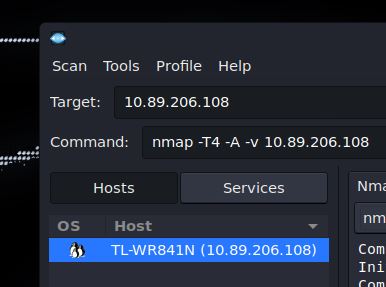 Scan Tools Profile Help
Target: 10.89.206.108
Command: nmap -T4 -A -v 10.89.206.108
Hosts Services
OS Host
TL-WR841N (10.89.206.108)
Nma
nm
Com
Ini
Com